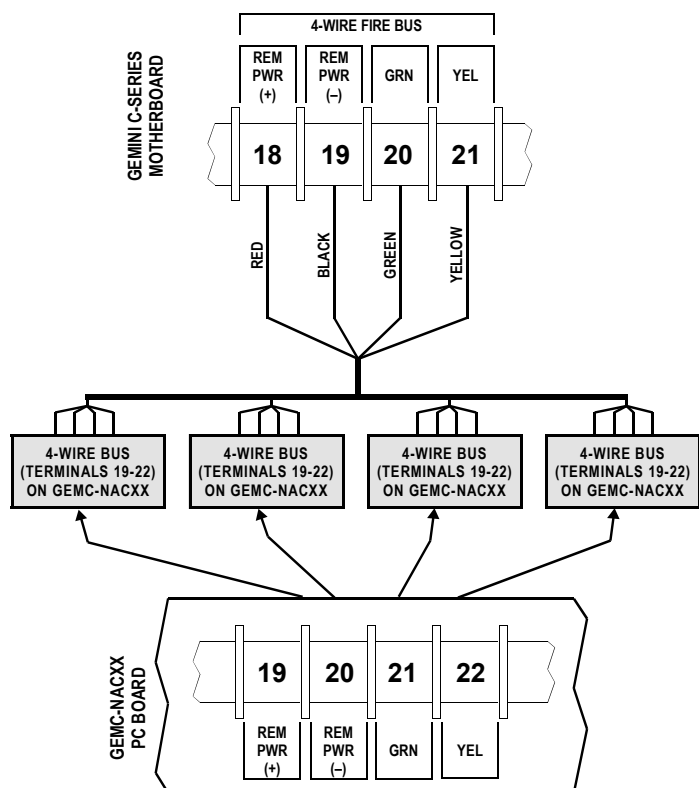 4-WIRE FIRE BUS
REM
PWR
(+)
REM
PWR
(–)
GRN
YEL
GEMINI C-SERIES
MOTHERBOARD
18
19
20
21
RED
BLACK
GREEN
YELLOW
4-WIRE BUS
(TERMINALS 19-22)
ON GEMC-NACXX
4-WIRE BUS
(TERMINALS 19-22)
ON GEMC-NACXX
4-WIRE BUS
(TERMINALS 19-22)
ON GEMC-NACXX
4-WIRE BUS
(TERMINALS 19-22)
ON GEMC-NACXX
GEMC-NACXX
PC BOARD
19
20
21
22
REM
PWR
(+)
REM
PWR
(–)
GRN
YEL